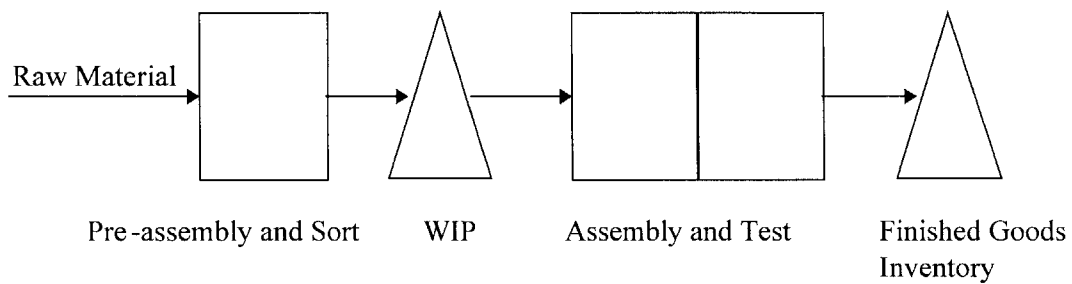 Raw Material
Pre-assembly and Sort
WIP
Assembly and Test
Finished Goods
Inventory